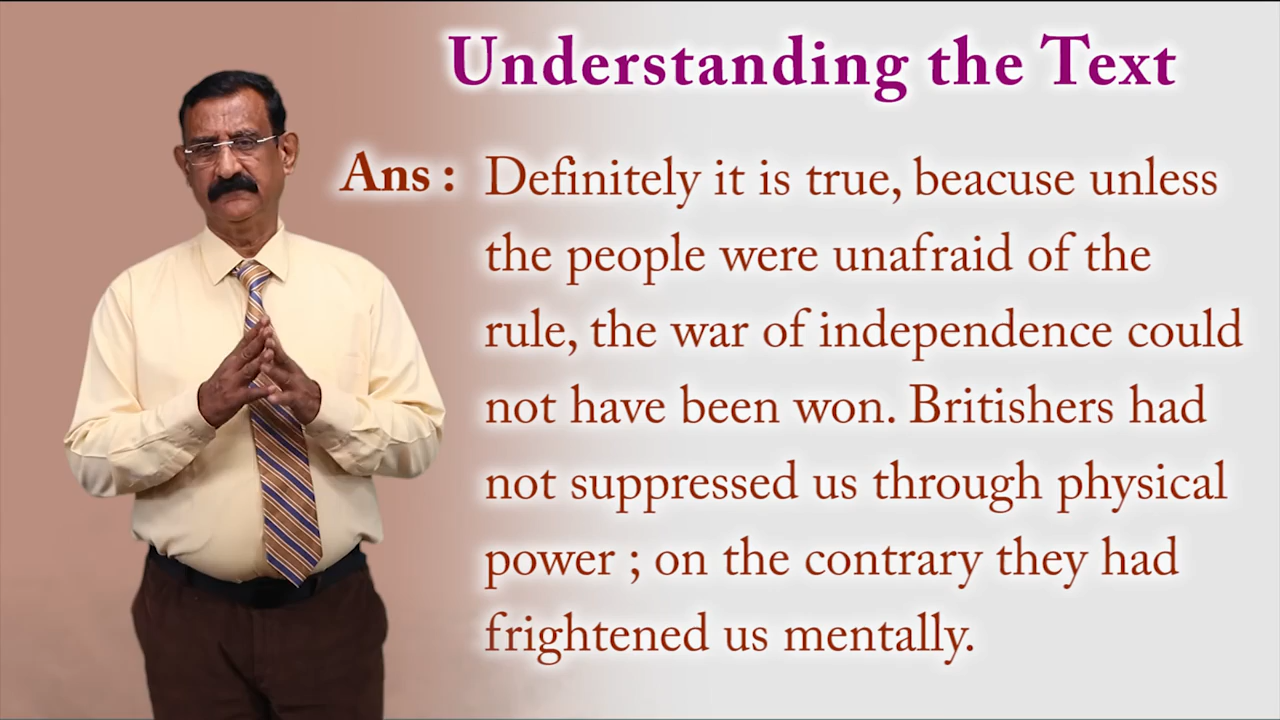 Understanding the Text
Ans : Definitely it is true, beacuse unless
the people were unafraid of the
rule, the war of independence could
not have been won. Britishers had
not suppressed us through physical
power ; on the contrary they had
frightened us mentally.